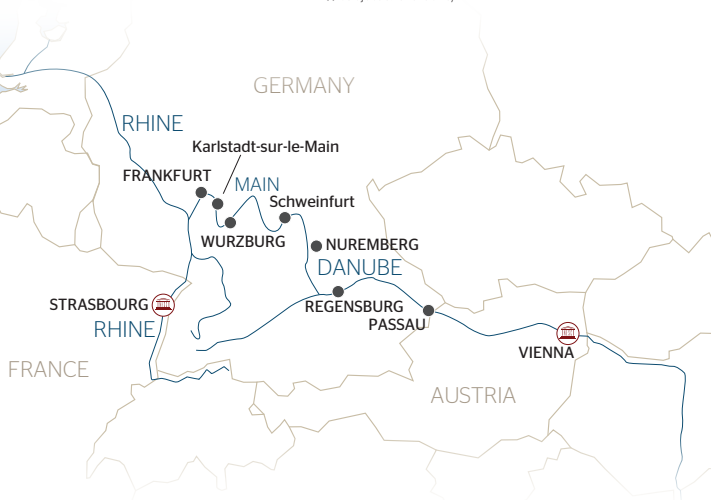 GERMANY
RHINE
Karlstadt-sur-le-Main
FRANKFURT
MAIN
Schweinfurt
WURZBURG
NUREMBERG
DANUBE
STRASBOURG
REGENSBURG
RHINE
PASSAU
VIENNA
FRANCE
AUSTRIA